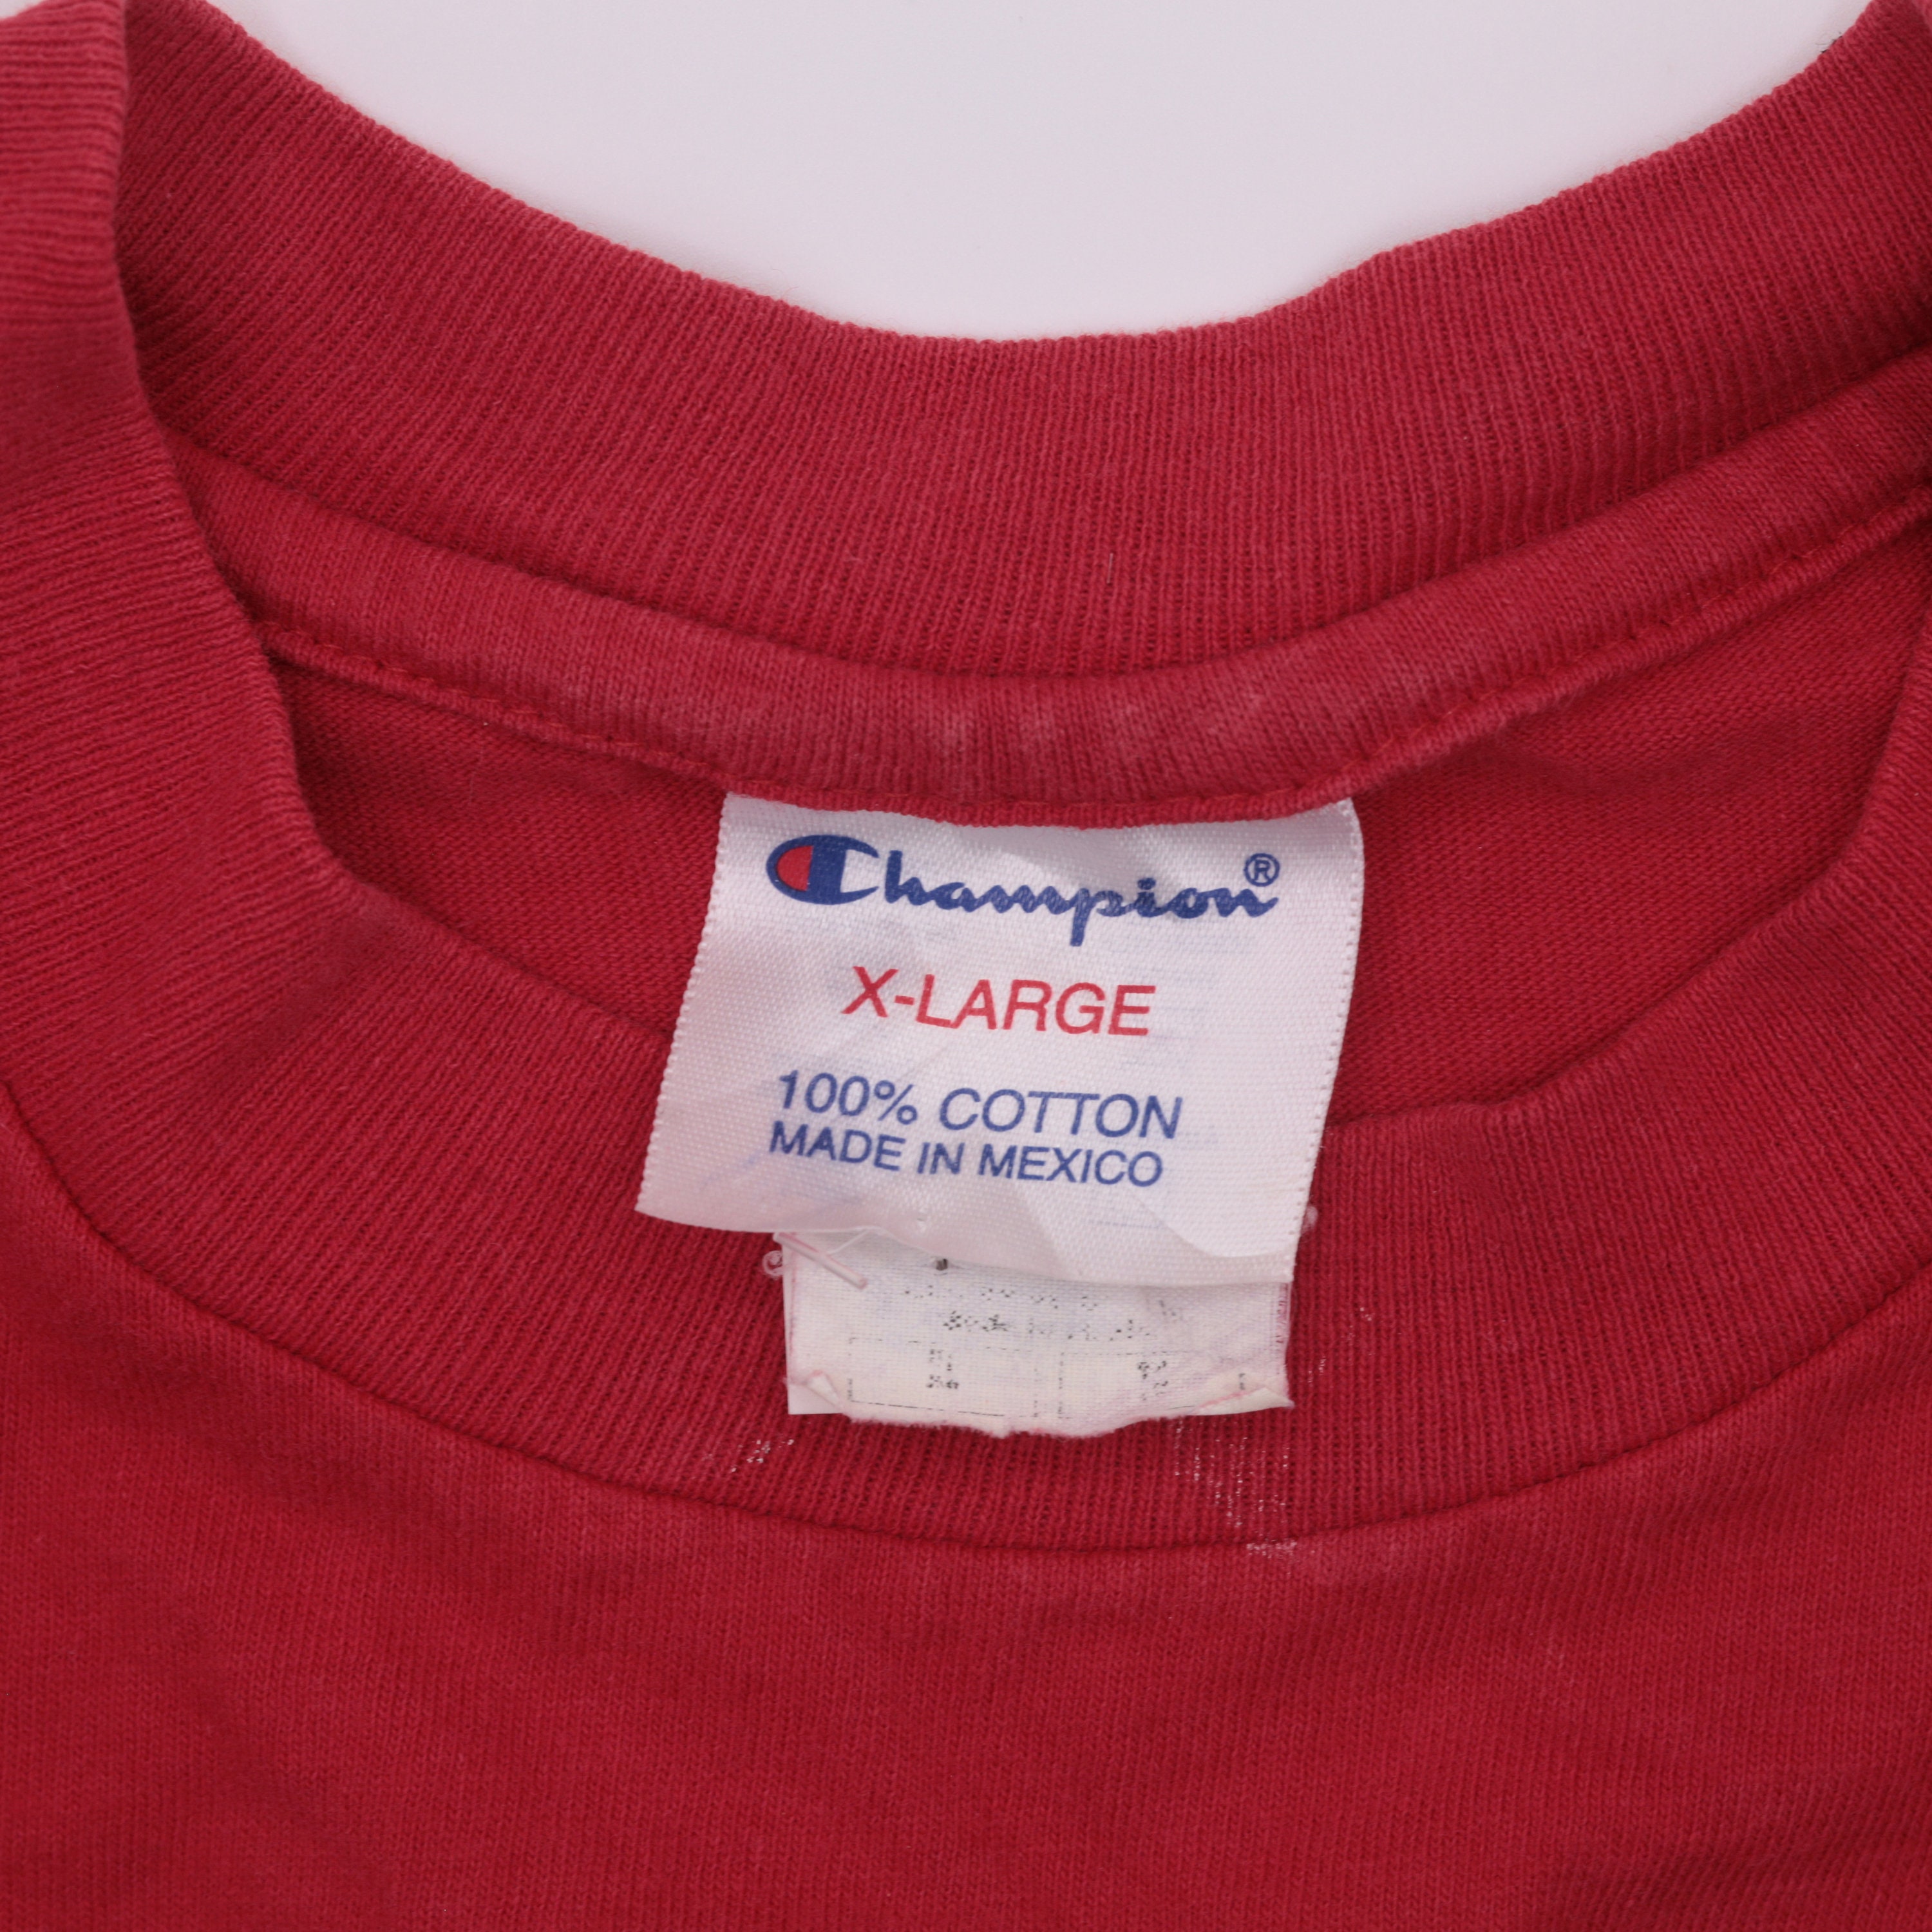 Champion®
X-LARGE
100% COTTON
MADE IN MEXICO